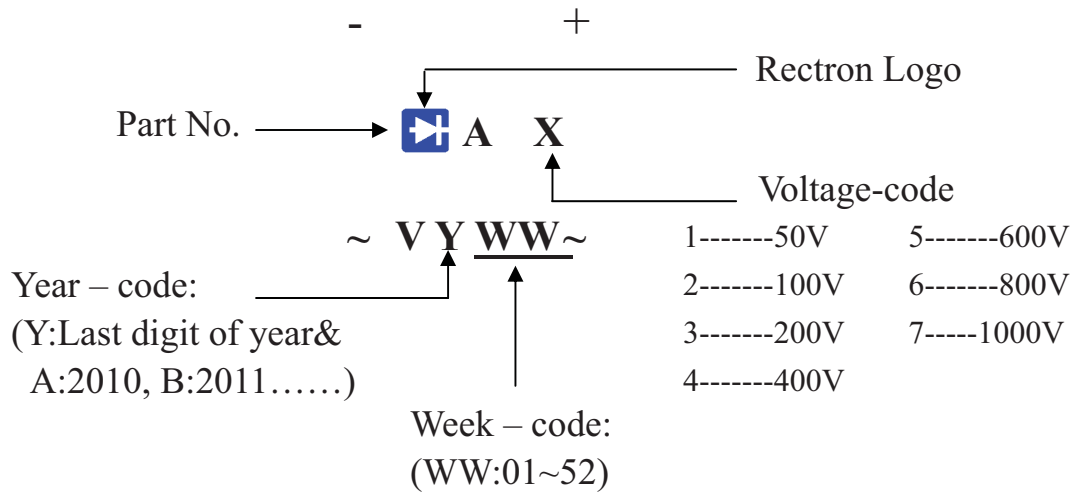 - +
Rectron Logo
Part No.
A X
Voltage-code
~ V Y WW~
1-------50V 5-------600V
2-------100V 6-------800V
3-------200V 7-----1000V
4-------400V
Year – code:
(Y:Last digit of year&
A:2010, B:2011……)
Week – code:
(WW:01~52)